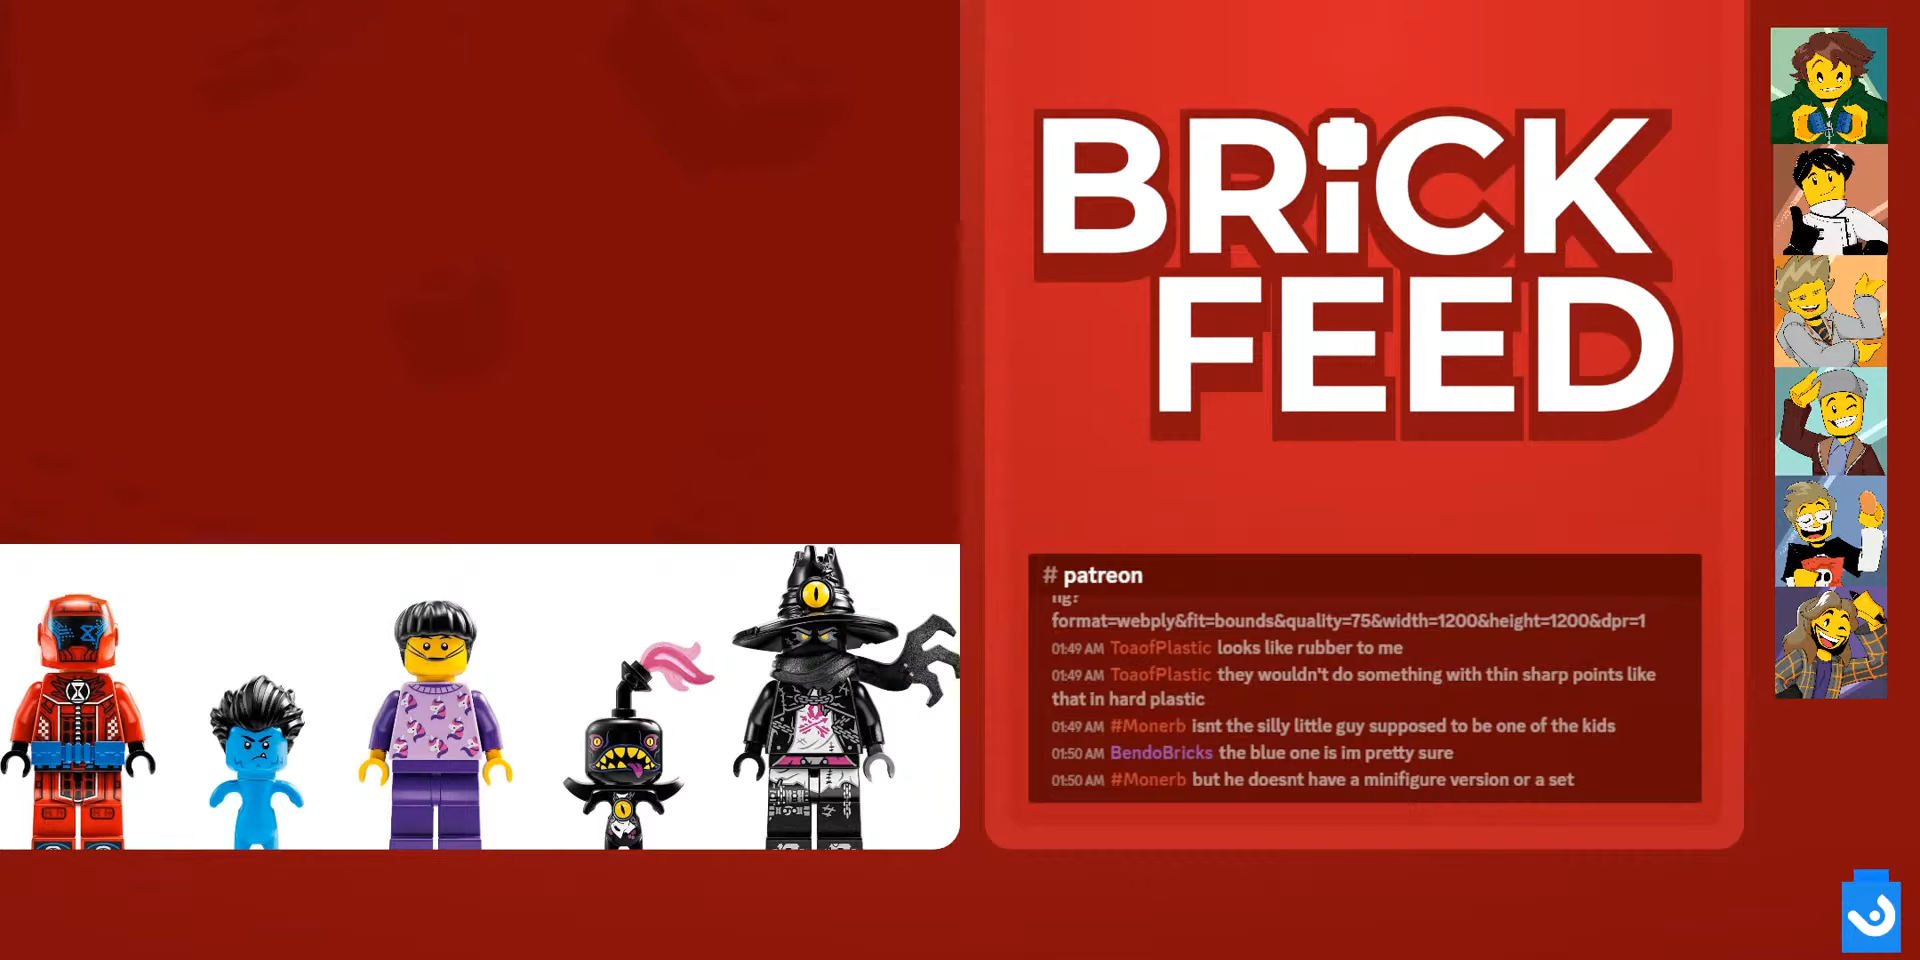 BRiCK
FEED
# patreon
format=webply&fit=bounds&quality=75&width=1200&height=1200&dpr=1
01:49 AM ToaofPlastic looks like rubber to me
01:49 AM ToaofPlastic they wouldn't do something with thin sharp points like
that in hard plastic
01:49 AM #Monerb isnt the silly little guy supposed to be one of the kids
01:50 AM BendoBricks the blue one is im pretty sure
01:50 AM #Monerb but he doesnt have a minifigure version or a set